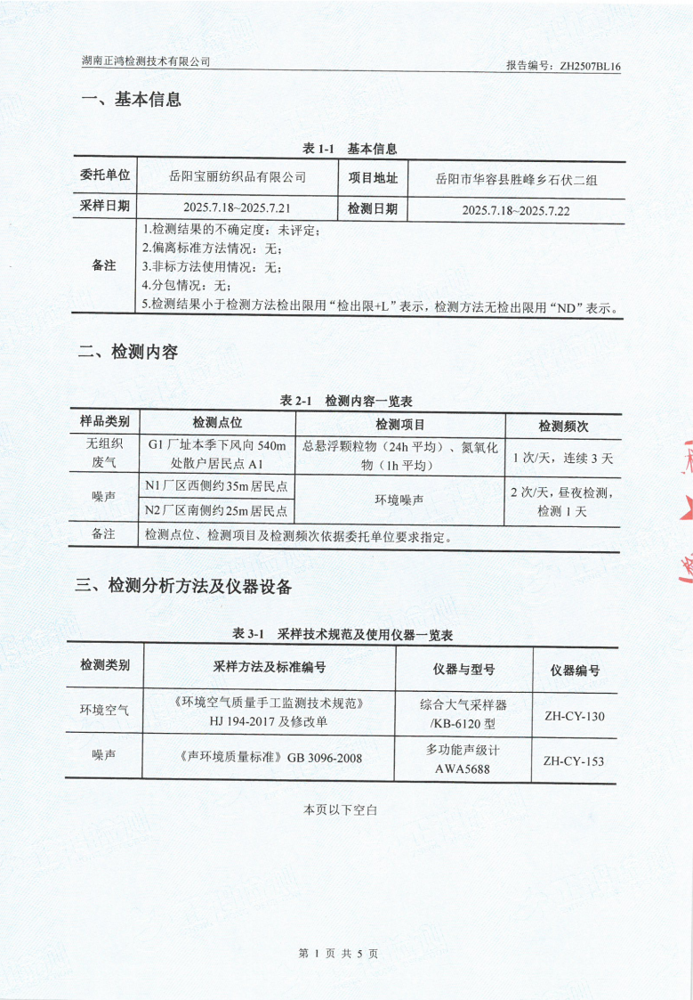 湖南正鸿检测技术有限公司
报告编号：ZH2507BL16
一、基本信息
表 1-1 基本信息
委托单位 岳阳宝丽纺织品有限公司 项目地址 岳阳市华容县胜峰乡石伏二组
采样日期 2025.7.18~2025.7.21 检测日期 2025.7.18~2025.7.22
备注
1.检测结果的不确定度：未评定；
2.偏离标准方法情况：无；
3.非标方法使用情况：无；
4.分包情况：无；
5.检测结果小于检测方法检出限用“检出限+L”表示，检测方法无检出限用“ND”表示。
二、检测内容
表 2-1 检测内容一览表
样品类别 检测点位 检测项目 检测频次
无组织
废气
G1 厂址本季下风向 540m
处散户居民点 A1
总悬浮颗粒物（24h 平均）、氮氧化
物（1h 平均）
1 次/天，连续 3 天
噪声
N1 厂区西侧约 35m 居民点
N2 厂区南侧约 25m 居民点
环境噪声
2 次/天，昼夜检测，
检测 1 天
备注 检测点位、检测项目及检测频次依据委托单位要求指定。
三、检测分析方法及仪器设备
表 3-1 采样技术规范及使用仪器一览表
检测类别 采样方法及标准编号 仪器与型号 仪器编号
环境空气
《环境空气质量手工监测技术规范》
HJ 194-2017 及修改单
综合大气采样器
/KB-6120 型
ZH-CY-130
噪声
《声环境质量标准》GB 3096-2008
多功能声级计
AWA5688
ZH-CY-153
本页以下空白
第 1 页 共 5 页